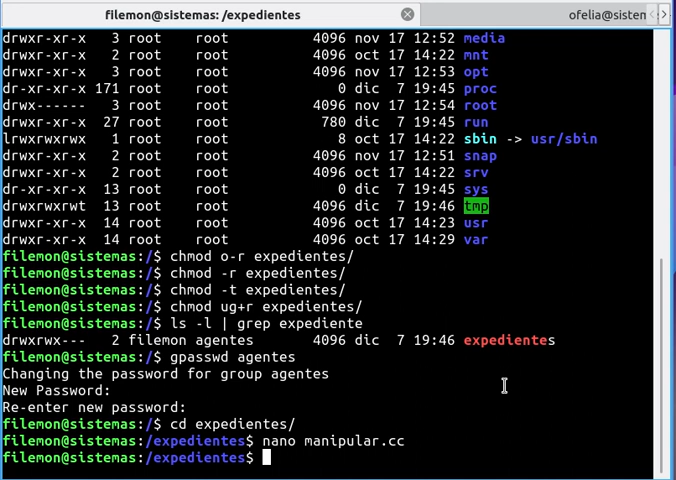 filemon@sistemas: /expedientes
ofelia@sistem
drwxr-xr-x 3 root root 4096 nov 17 12:52 media
drwxr-xr-x 2 root root 4096 oct 17 14:22 mnt
drwxr-xr-x 3 root root 4096 nov 17 12:52 opt
dr-xr-xr-x 171 root root 0 dic 7 19:45 proc
drwx------ 3 root root 4096 nov 17 12:54 root
drwxr-xr-x 27 root root 780 dic 7 19:45 run
lrwxrwxrwx 1 root root 8 oct 17 14:22 sbin -> usr/sbin
drwxr-xr-x 2 root root 4096 nov 17 12:51 snap
drwxr-xr-x 2 root root 4096 oct 17 14:22 srv
dr-xr-xr-x 13 root root 0 dic 7 19:45 sys
drwxrwxrwt 13 root root 4096 dic 7 19:46 tmp
drwxr-xr-x 14 root root 4096 oct 17 14:23 usr
drwxr-xr-x 14 root root 4096 oct 17 14:29 var
filemon@sistemas:/$ chmod o-r expedientes/
filemon@sistemas:/$ chmod -r expedientes/
filemon@sistemas:/$ chmod -t expedientes/
filemon@sistemas:/$ chmod ug+r expedientes/
filemon@sistemas:/$ ls -l | grep expediente
drwxrwx--- 2 filemon agentes 4096 dic 7 19:46 expedientes
filemon@sistemas:/$ gpasswd agentes
Changing the password for group agentes
New Password:
Re-enter new password:
filemon@sistemas:/$ cd expedientes/
filemon@sistemas:/expedientes$ nano manipular.cc
filemon@sistemas:/expedientes$